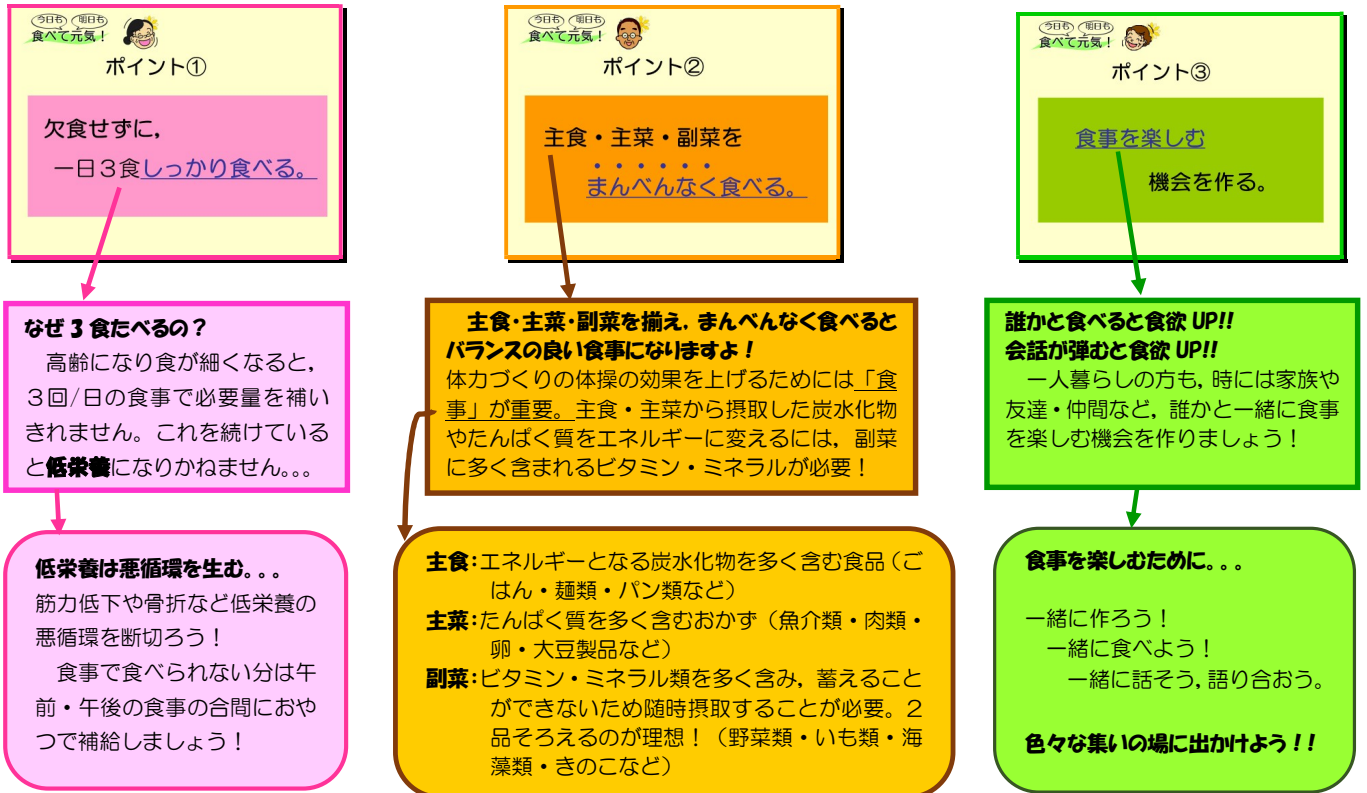 今日も 明日も
食べて元気！
ポイント①
欠食せずに，
一日３食しっかり食べる。
なぜ 3 食たべるの？
高齢になり食が細くなると，
３回/日の食事で必要量を補い
きれません。これを続けている
と低栄養になりかねません。。。
低栄養は悪循環を生む。。。
筋力低下や骨折など低栄養の
悪循環を断切ろう！
食事で食べられない分は午
前・午後の食事の合間におや
つで補給しましょう！
今日も 明日も
食べて元気！
ポイント②
主食・主菜・副菜を
まんべんなく食べる。
主食・主菜・副菜を揃え，まんべんなく食べると
バランスの良い食事になりますよ！
体力づくりの体操の効果を上げるためには「食
事」が重要。主食・主菜から摂取した炭水化物
やたんぱく質をエネルギーに変えるには，副菜
に多く含まれるビタミン・ミネラルが必要！
主食：エネルギーとなる炭水化物を多く含む食品（ご
はん・麺類・パン類など）
主菜：たんぱく質を多く含むおかず（魚介類・肉類・
卵・大豆製品など）
副菜：ビタミン・ミネラル類を多く含み，蓄えること
ができないため随時摂取することが必要。２
品そろえるのが理想！（野菜類・いも類・海
藻類・きのこなど）
今日も 明日も
食べて元気！
ポイント③
食事を楽しむ
機会を作る。
誰かと食べると食欲 UP!!
会話が弾むと食欲 UP!!
一人暮らしの方も，時には家族や
友達・仲間など，誰かと一緒に食事
を楽しむ機会を作りましょう！
食事を楽しむために。。。
一緒に作ろう！
一緒に食べよう！
一緒に話そう，語り合おう。
色々な集いの場に出かけよう！！